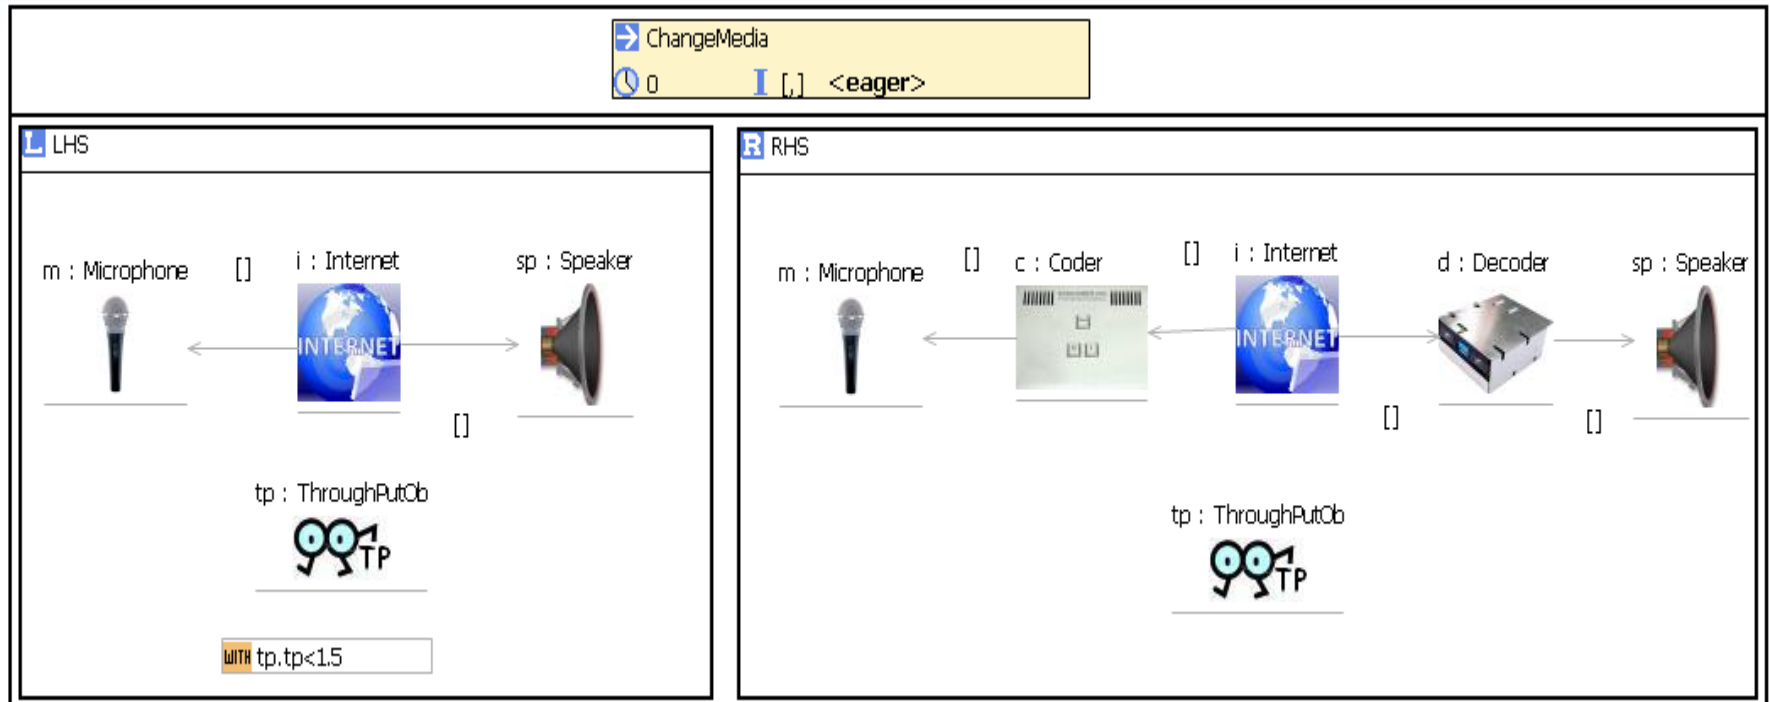 ChangeMedia
0 [,] <eager>
L LHS
m : Microphone [] i : Internet sp : Speaker
INTERNET
[]
tp : ThroughPutOb
TP
WITH tp.tp<1.5
R RHS
m : Microphone [] c : Coder [] i : Internet d : Decoder sp : Speaker
INTERNET
[] []
tp : ThroughPutOb
TP